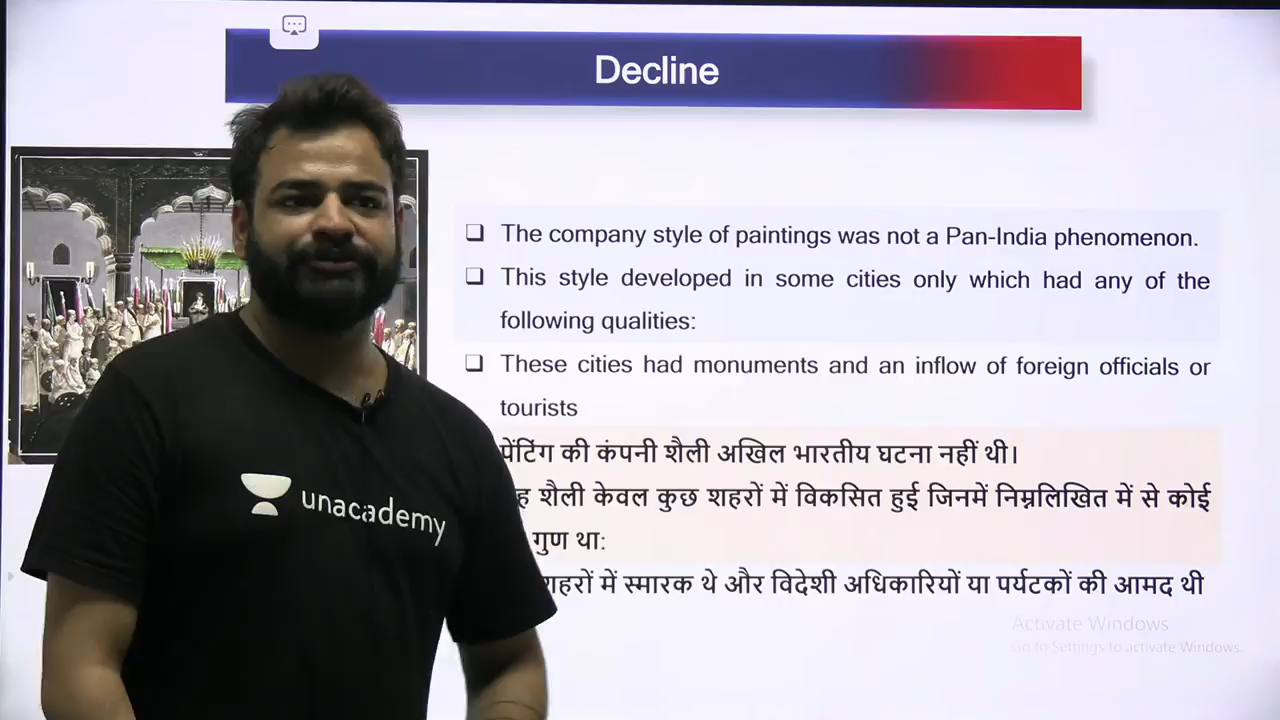 Decline
❑ The company style of paintings was not a Pan-India phenomenon.
❑ This style developed in some cities only which had any of the
following qualities:
❑ These cities had monuments and an inflow of foreign officials or
tourists
पेंटिंग की कंपनी शैली अखिल भारतीय घटना नहीं थी।
शैली केवल कुछ शहरों में विकसित हुई जिनमें निम्नलिखित में से कोई
गुण था:
शहरों में स्मारक थे और विदेशी अधिकारियों या पर्यटकों की आमद थी
unacademy
Activate Windows
Go to Settings to activate Windows.